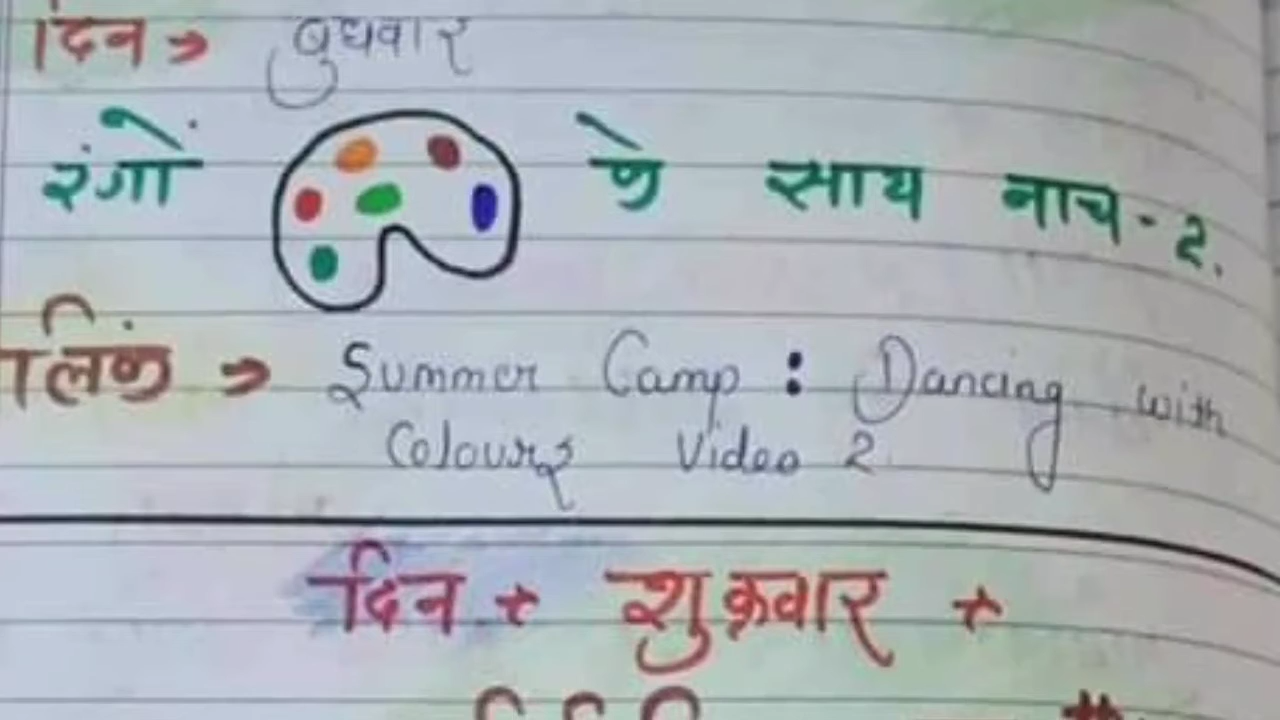 दिन → बुधवार
रंगों के साथ नाच - 2.
लिंक → Summer Camp : Dancing with
Colours Video 2
दिन + शुक्रवार +